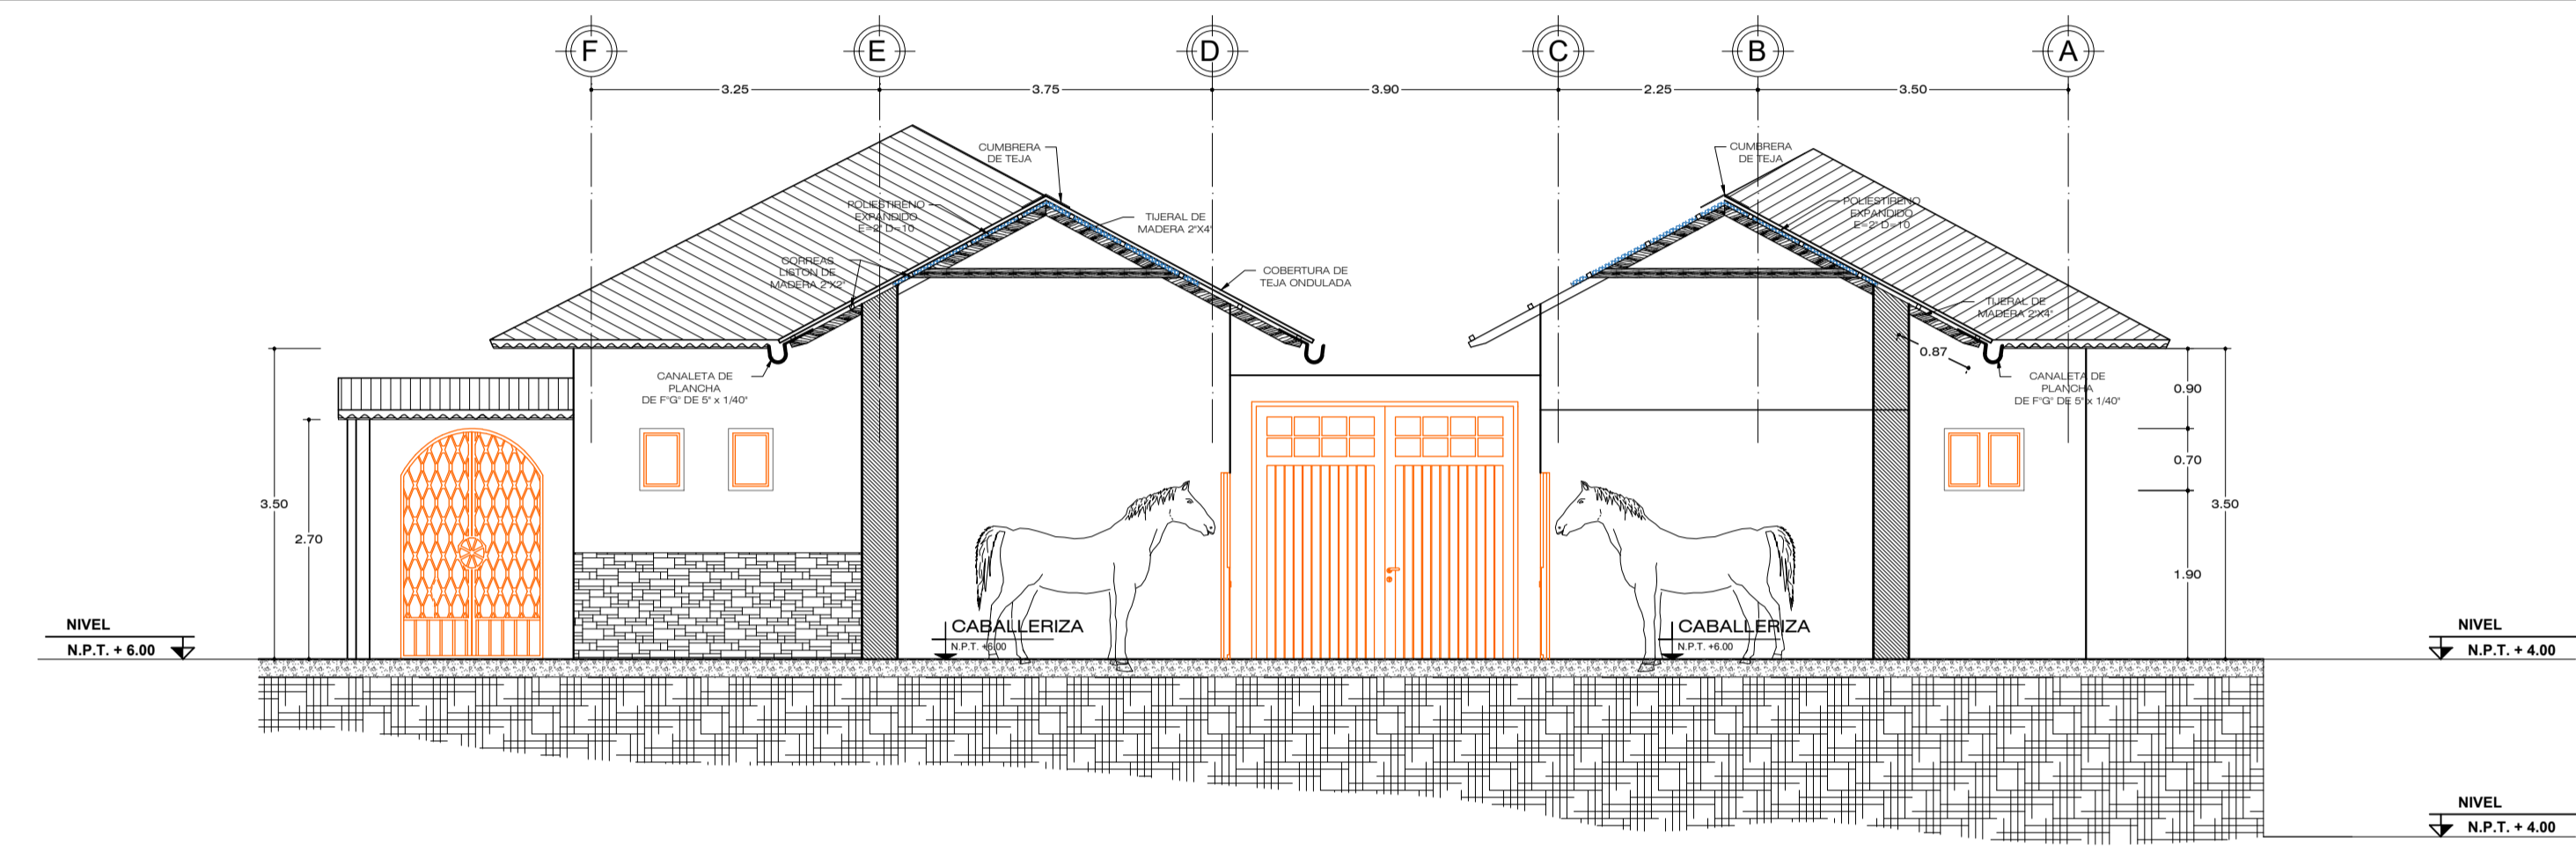 F
E
D
C
B
A
3.25
3.75
3.90
2.25
3.50
CUMBRERA
DE TEJA
CUMBRERA
DE TEJA
POLIESTIRENO
EXPANDIDO
E=2" D=10
TIJERAL DE
MADERA 2"X4"
POLIESTIRENO
EXPANDIDO
E=2" D=10
CORREAS
LISTON DE
MADERA 2"X2"
COBERTURA DE
TEJA ONDULADA
TIJERAL DE
MADERA 2"X4"
0.87
CANALETA DE
PLANCHA
DE F"G" DE 5" x 1/40"
CANALETA DE
PLANCHA
DE F"G" DE 5" x 1/40"
0.90
0.70
3.50
3.50
2.70
1.90
NIVEL
N.P.T. + 6.00
CABALLERIZA
N.P.T. +6.00
CABALLERIZA
N.P.T. +6.00
NIVEL
N.P.T. + 4.00
NIVEL
N.P.T. + 4.00